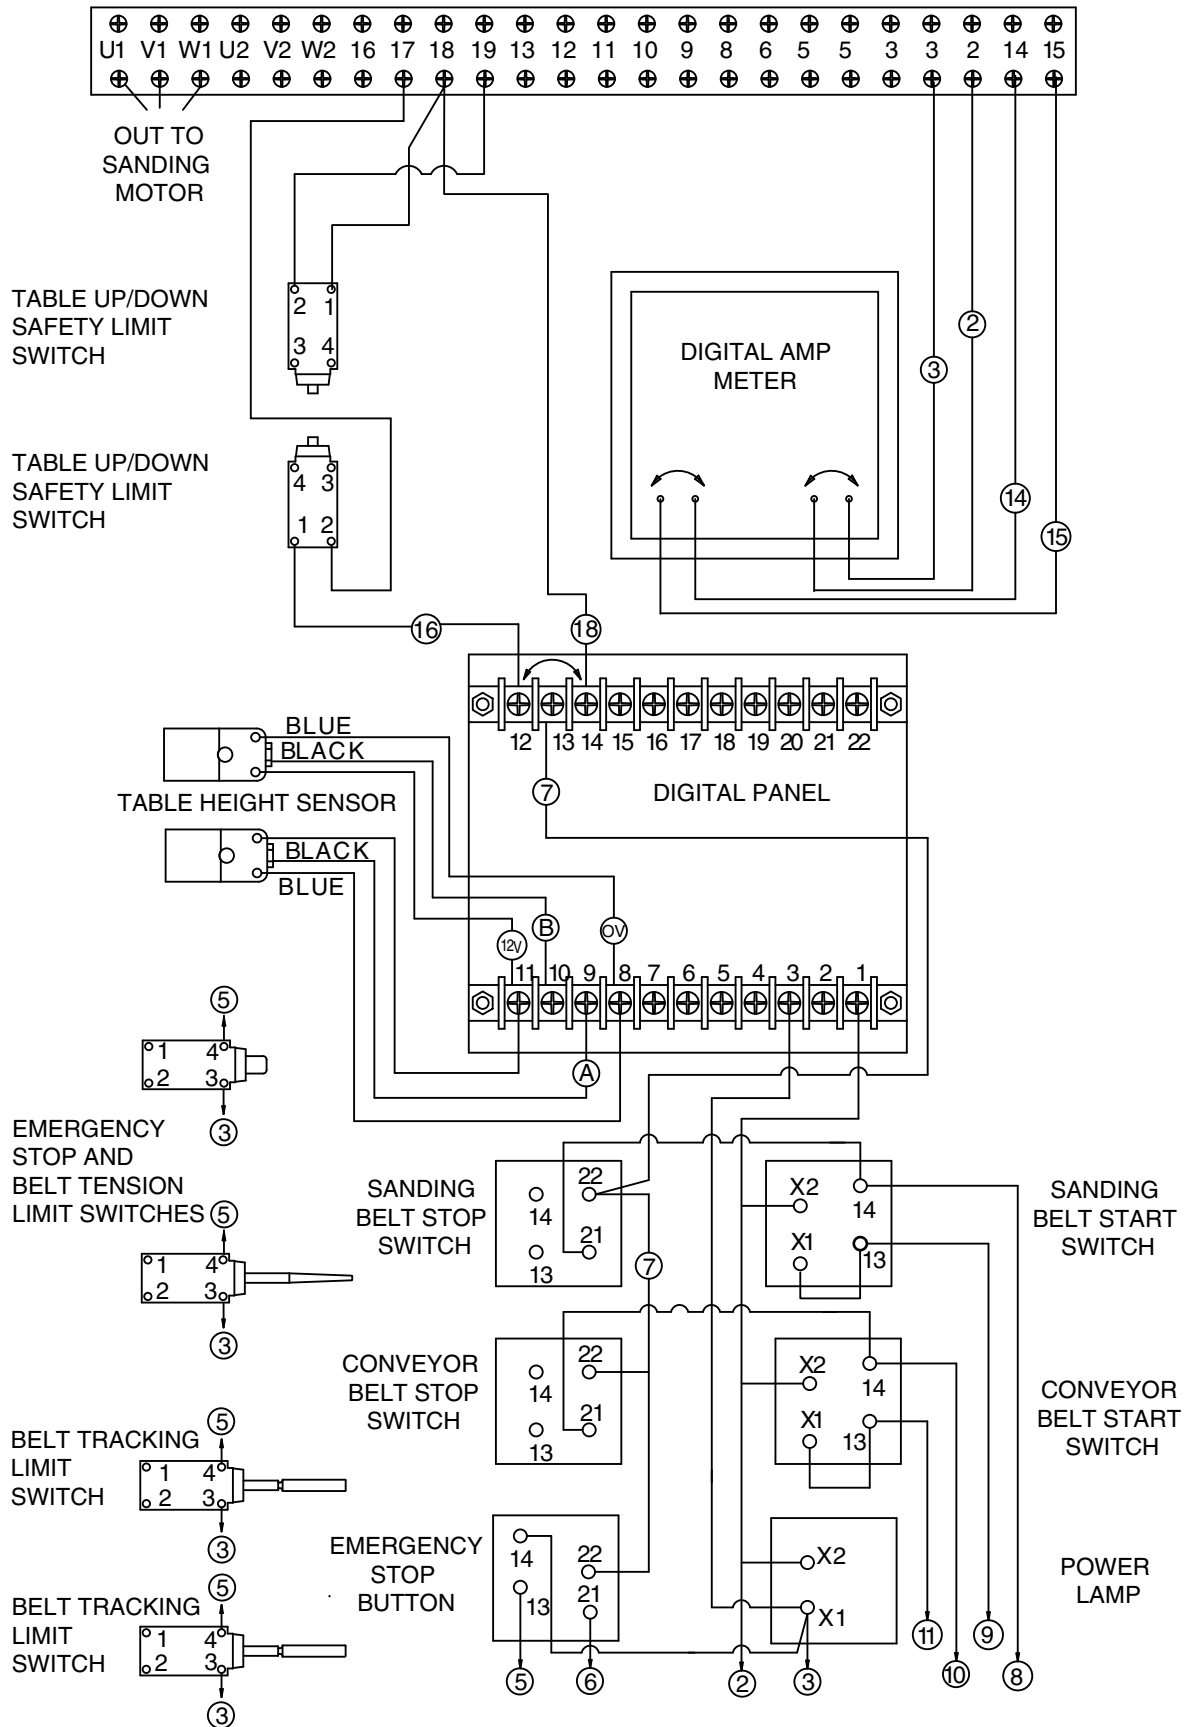 U1 V1 W1 U2 V2 W2 16 17 18 19 13 12 11 10 9 8 6 5 5 3 3 2 14 15
OUT TO
SANDING
MOTOR
TABLE UP/DOWN
SAFETY LIMIT
SWITCH
2 1
3 4
DIGITAL AMP
METER
2
3
TABLE UP/DOWN
SAFETY LIMIT
SWITCH
4 3
1 2
14
15
16
18
12 13 14 15 16 17 18 19 20 21 22
BLUE
BLACK
TABLE HEIGHT SENSOR
7
DIGITAL PANEL
BLACK
BLUE
12V
B
OV
11 10 9 8 7 6 5 4 3 2 1
A
5
1 4
2 3
3
EMERGENCY
STOP AND
BELT TENSION
LIMIT SWITCHES
5
1 4
2 3
3
SANDING
BELT STOP
SWITCH
22
14
21
13
7
X2
14
X1
13
SANDING
BELT START
SWITCH
CONVEYOR
BELT STOP
SWITCH
22
14
21
13
X2
14
X1
13
CONVEYOR
BELT START
SWITCH
BELT TRACKING
LIMIT
SWITCH
5
1 4
2 3
3
EMERGENCY
STOP
BUTTON
14
22
13
21
X2
X1
POWER
LAMP
BELT TRACKING
LIMIT
SWITCH
5
1 4
2 3
3
5 6 2 3 11 10 9 8